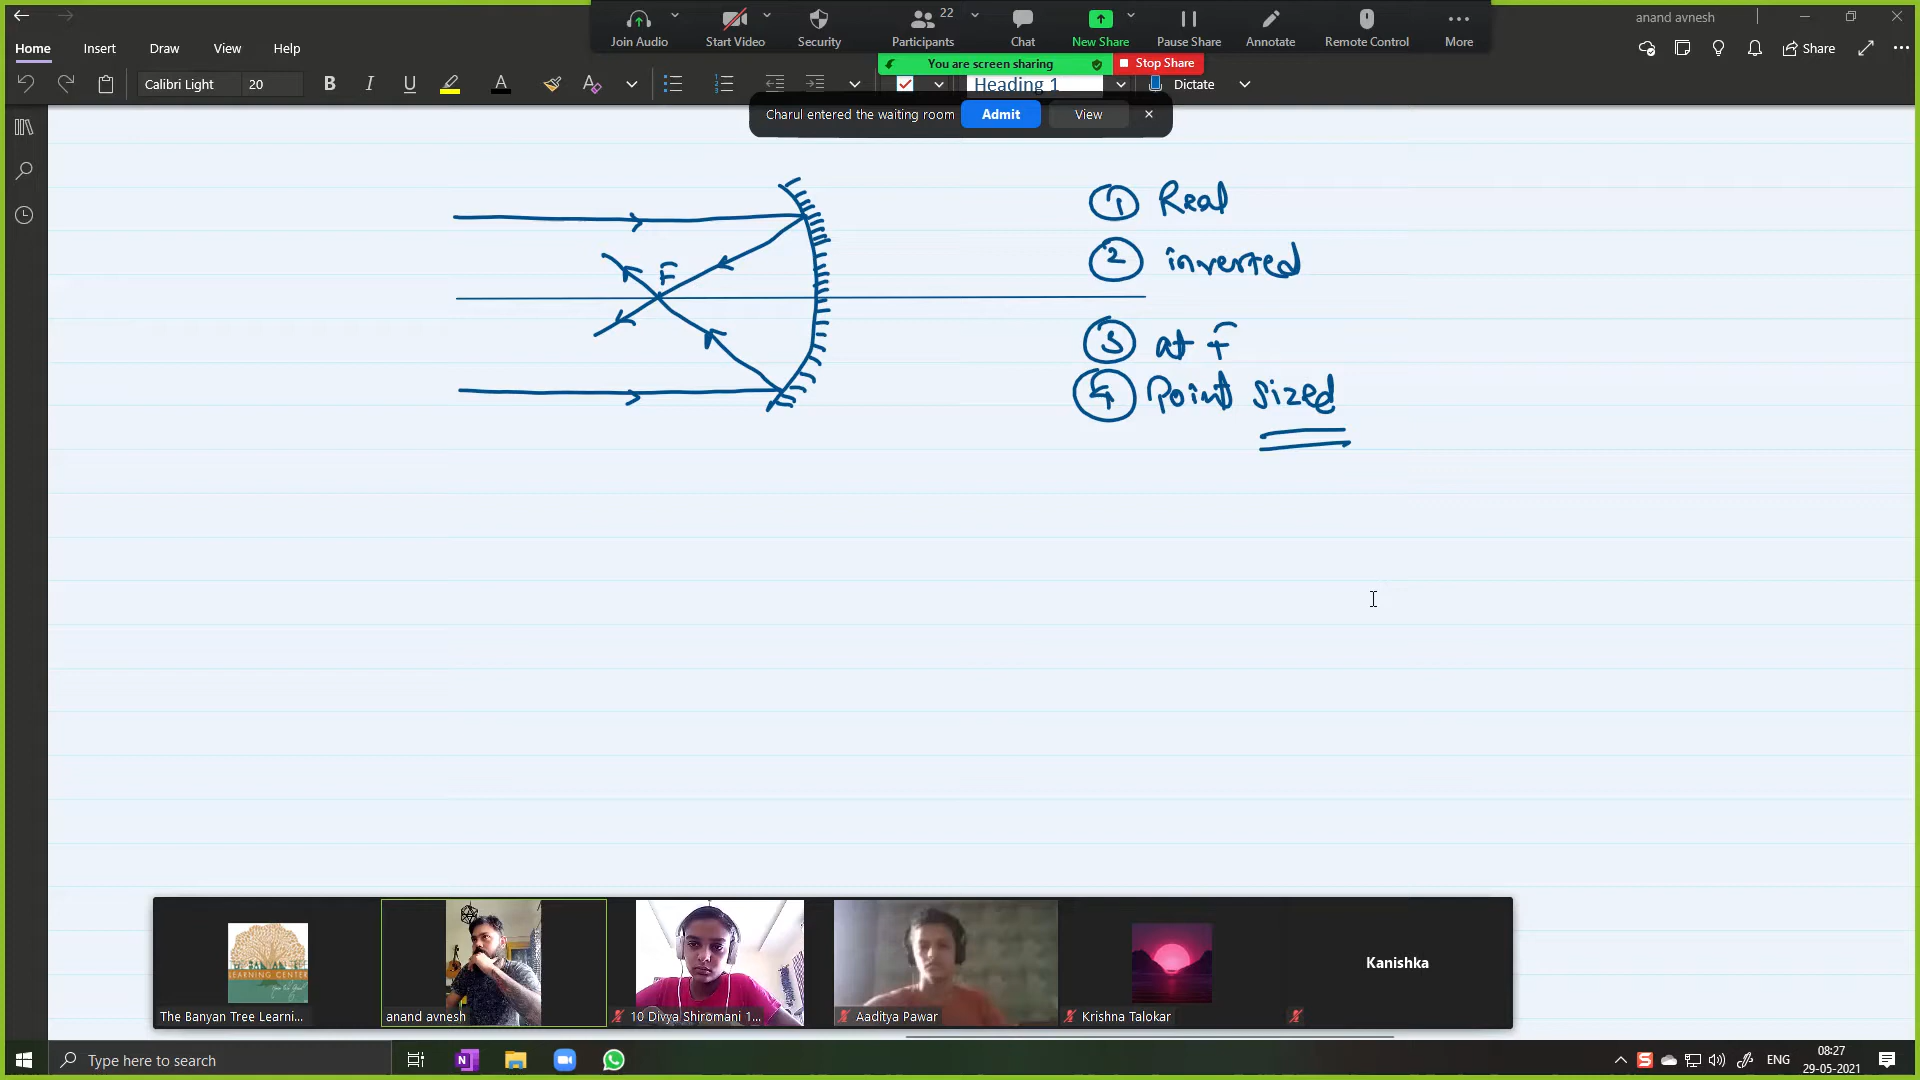 anand avnesh
Join Audio
Start Video
Security
Participants 22
Chat
New Share
Pause Share
Annotate
Remote Control
More
Home Insert Draw View Help
Share
You are screen sharing
Stop Share
Calibri Light 20
B I U A
Heading 1
Dictate
Charul entered the waiting room Admit View
F
1 Real
2 inverted
3 at F
4 Point sized
LEARNING CENTER
The Banyan Tree Learni...
anand avnesh
10 Divya Shiromani 1...
Aaditya Pawar
Krishna Talokar
Kanishka
Type here to search
N
S
ENG
08:27
29-05-2021